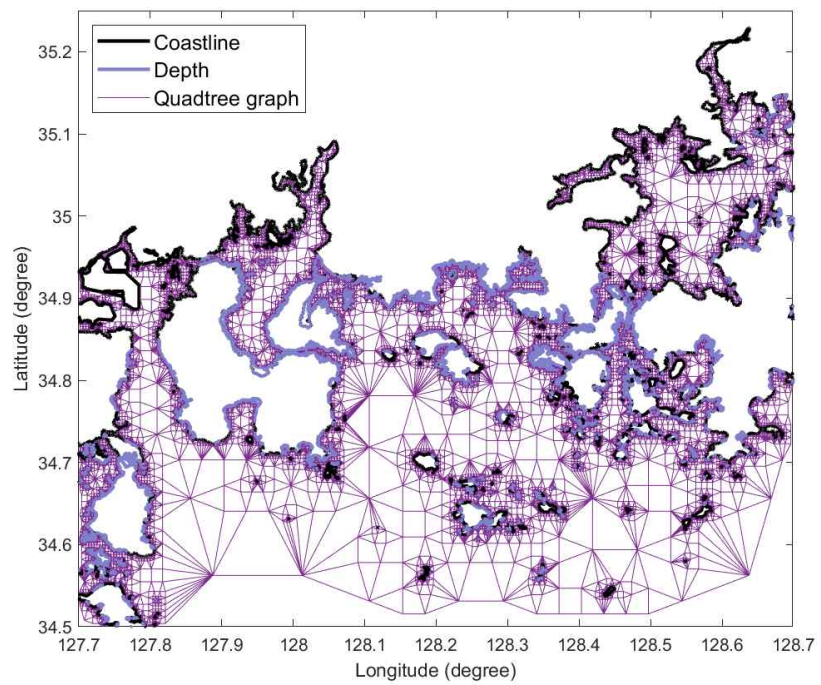 Coastline
Depth
Quadtree graph
35.2
35.1
35
34.9
34.8
34.7
34.6
34.5
Latitude (degree)
127.7 127.8 127.9 128 128.1 128.2 128.3 128.4 128.5 128.6 128.7
Longitude (degree)